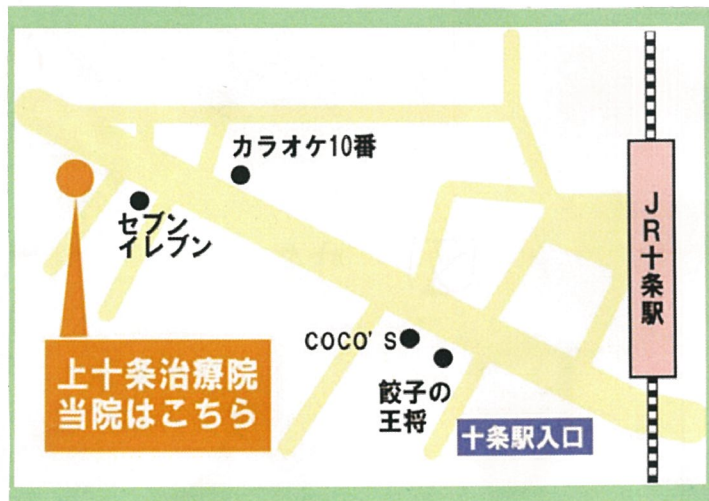 カラオケ10番
セブン
イレブン
JR十条駅
COCO'S
餃子の
王将
十条駅入口
上十条治療院
当院はこちら